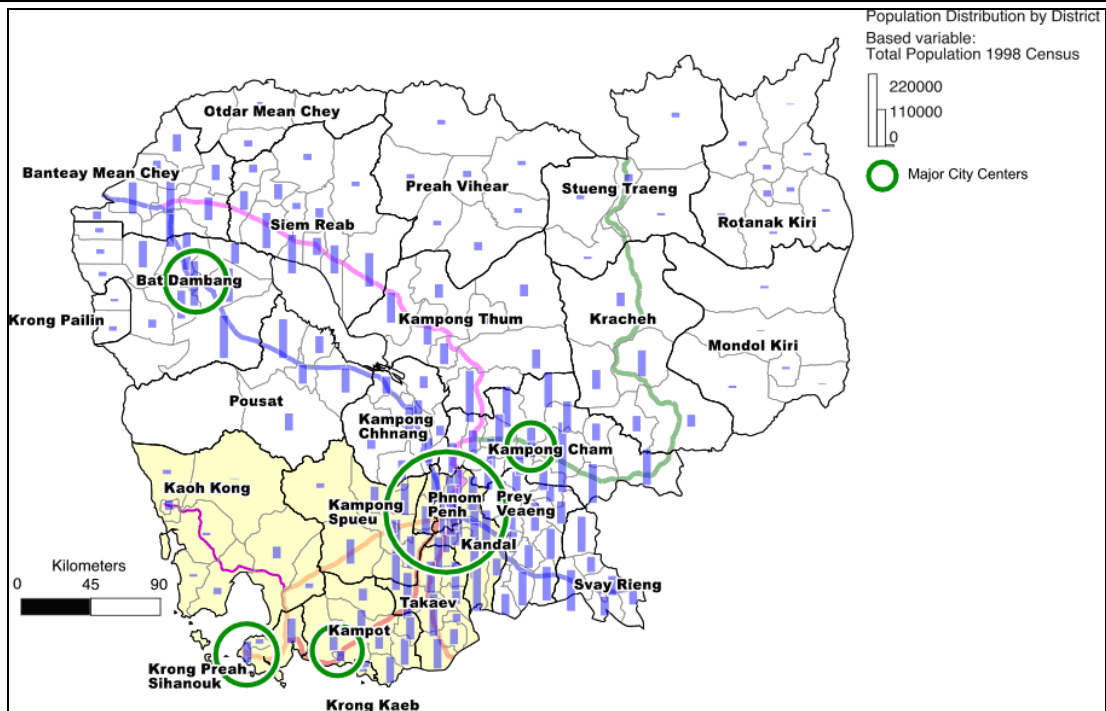 Population Distribution by District
Based variable:
Total Population 1998 Census
220000
110000
0
Major City Centers
Otdar Mean Chey
Banteay Mean Chey
Preah Vihear
Stueng Traeng
Rotanak Kiri
Siem Reab
Bat Dambang
Krong Pailin
Kampong Thum
Kracheh
Mondol Kiri
Pousat
Kampong
Chhnang
Kampong Cham
Kaoh Kong
Kampong
Spueu
Phnom
Penh
Prey
Veaeng
Kandal
Kilometers
0 45 90
Svay Rieng
Takaev
Kampot
Krong Preah
Sihanouk
Krong Kaeb